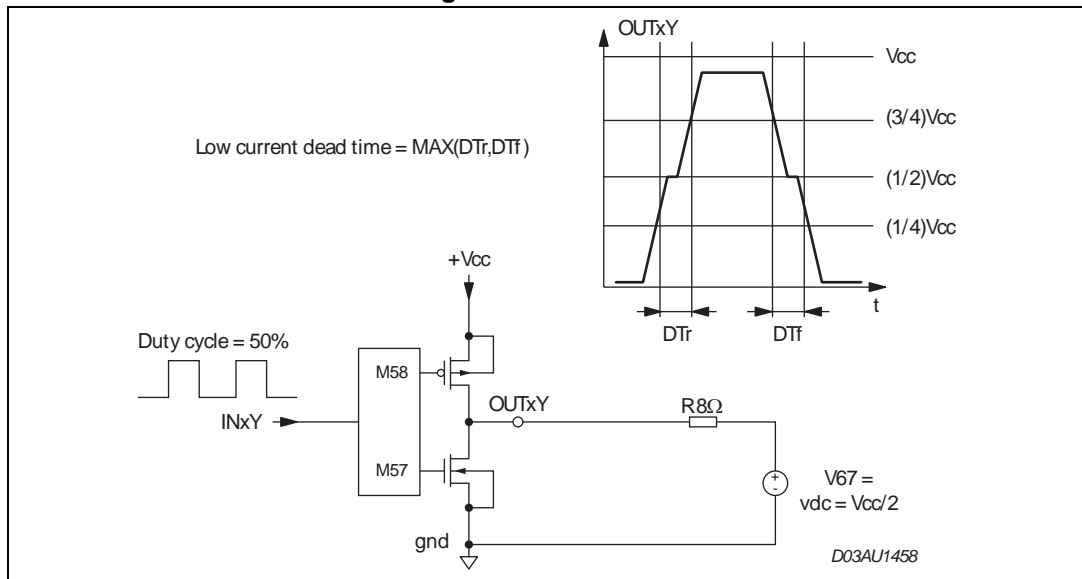 OUTxY
Vcc
(3/4)Vcc
Low current dead time = MAX(DTr,DTf)
(1/2)Vcc
(1/4)Vcc
+Vcc
t
DTr
DTf
Duty cycle = 50%
M58
OUTxY
R8Ω
INxY
M57
+
-
V67 =
vdc = Vcc/2
gnd
D03AU1458